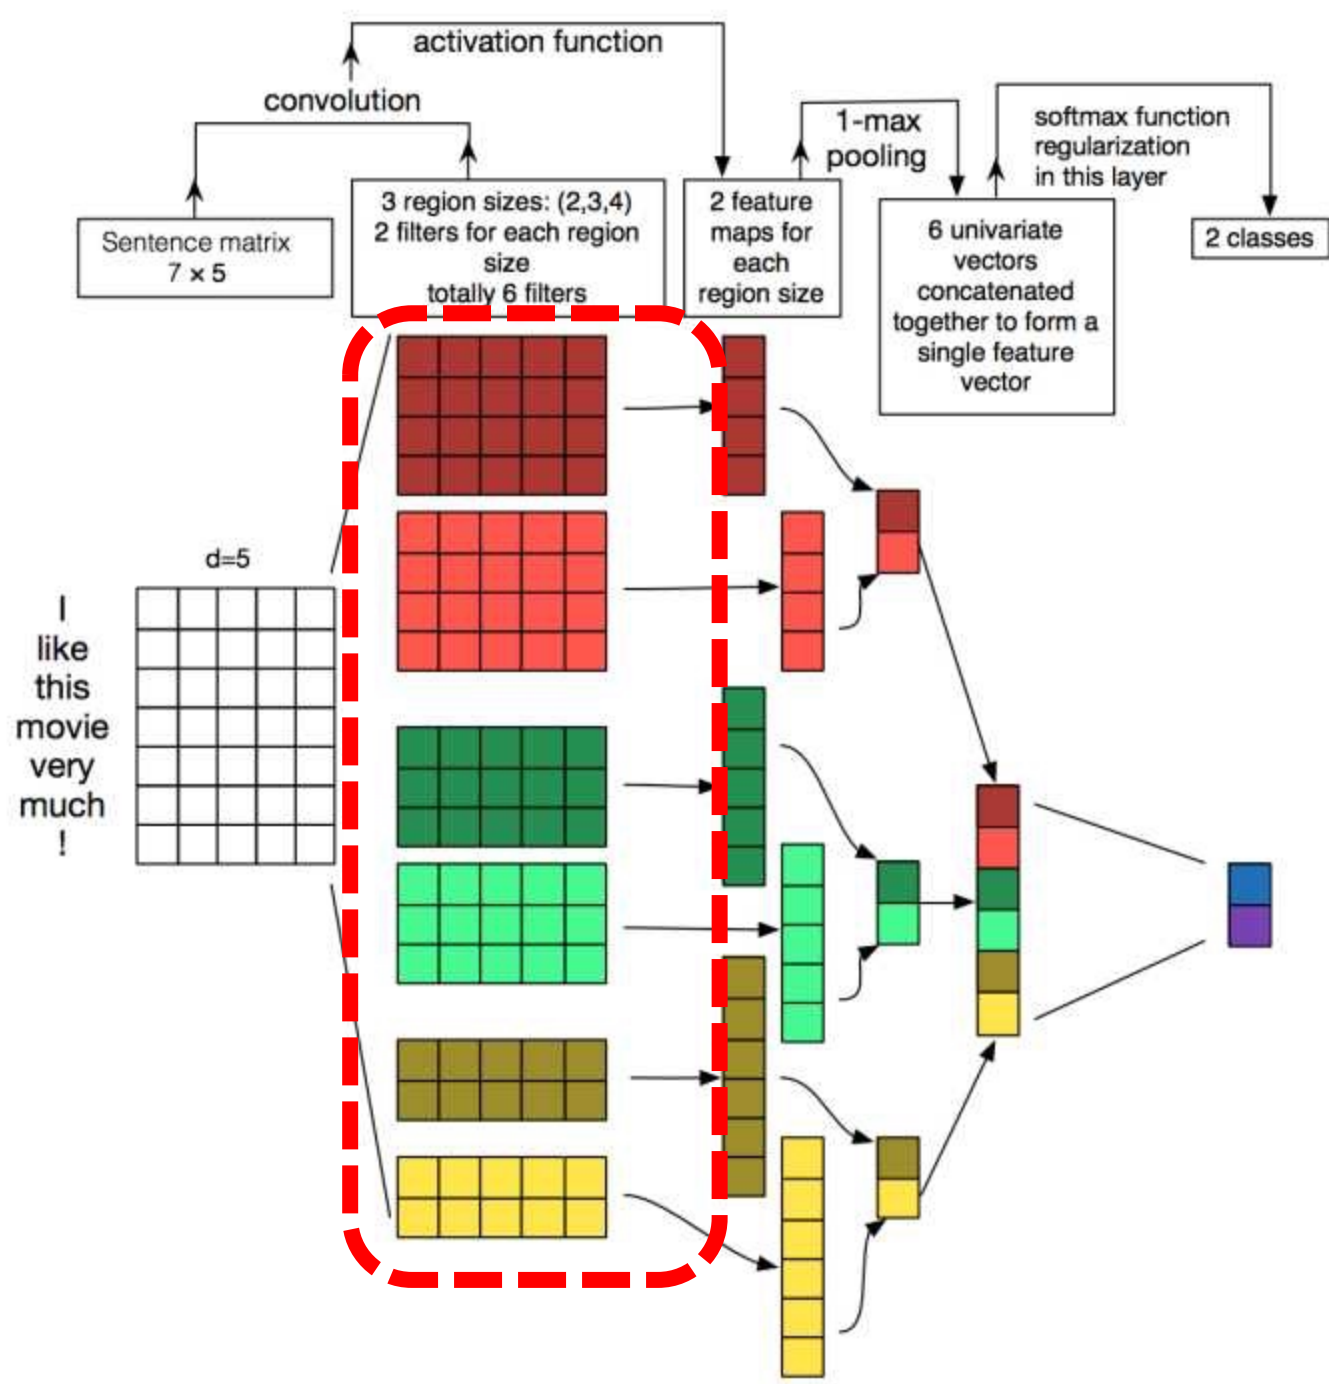 activation function
convolution
1-max
pooling
softmax function
regularization
in this layer
Sentence matrix
7 × 5
3 region sizes: (2,3,4)
2 filters for each region
size
totally 6 filters
2 feature
maps for
each
region size
6 univariate
vectors
concatenated
together to form a
single feature
vector
2 classes
d=5
I
like
this
movie
very
much
!